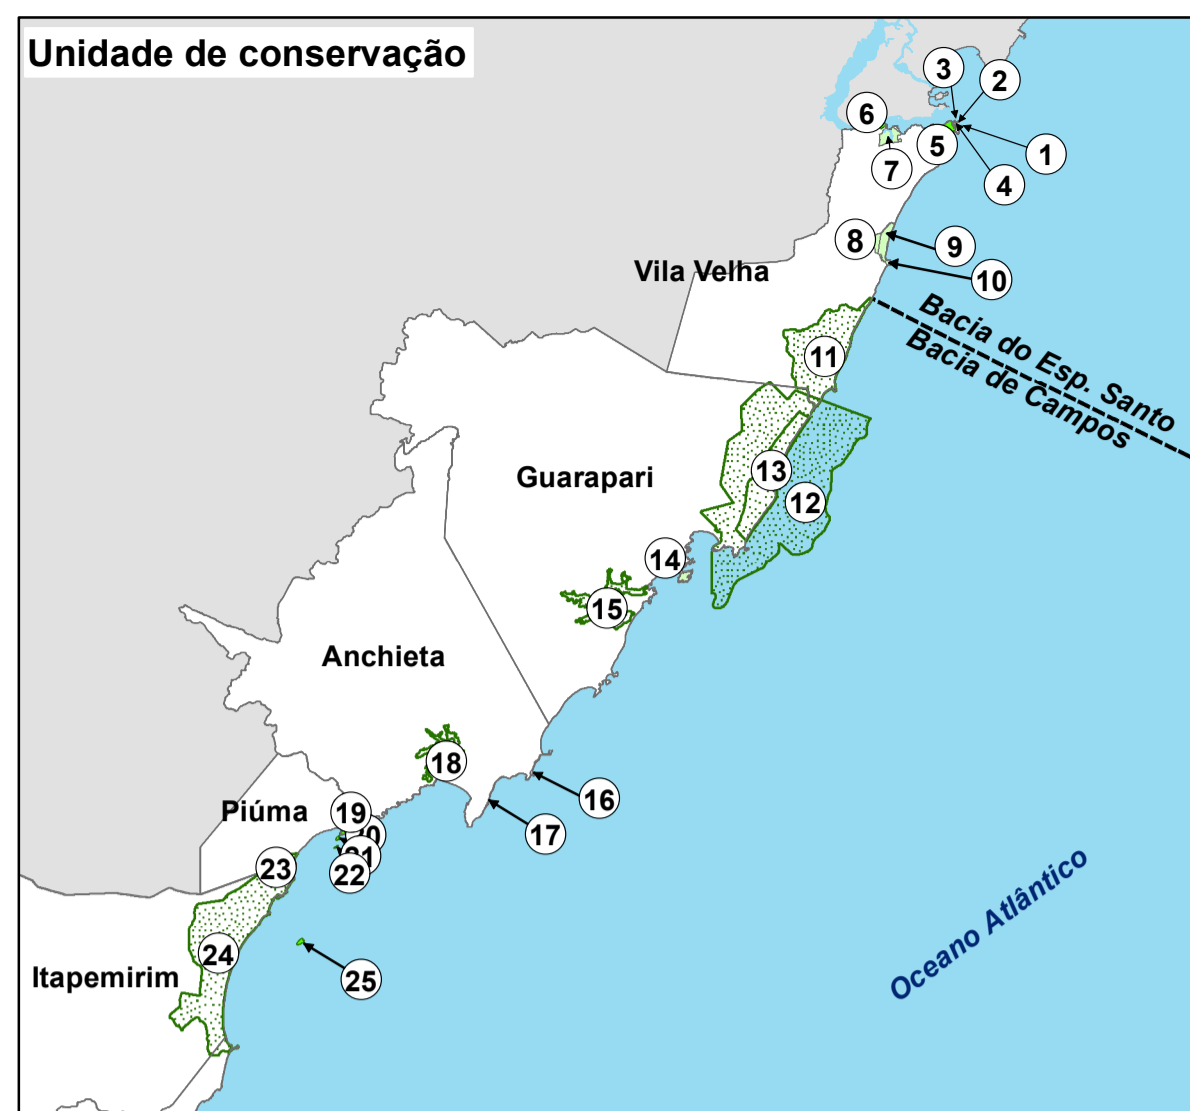 Unidade de conservação
3
2
6
5
1
7
4
8
9
Vila Velha
10
Bacia do Esp. Santo
Bacia de Campos
11
Guarapari
13
12
14
15
Anchieta
18
16
Piúma
19
17
20
21
22
23
Oceano Atlântico
24
Itapemirim
25